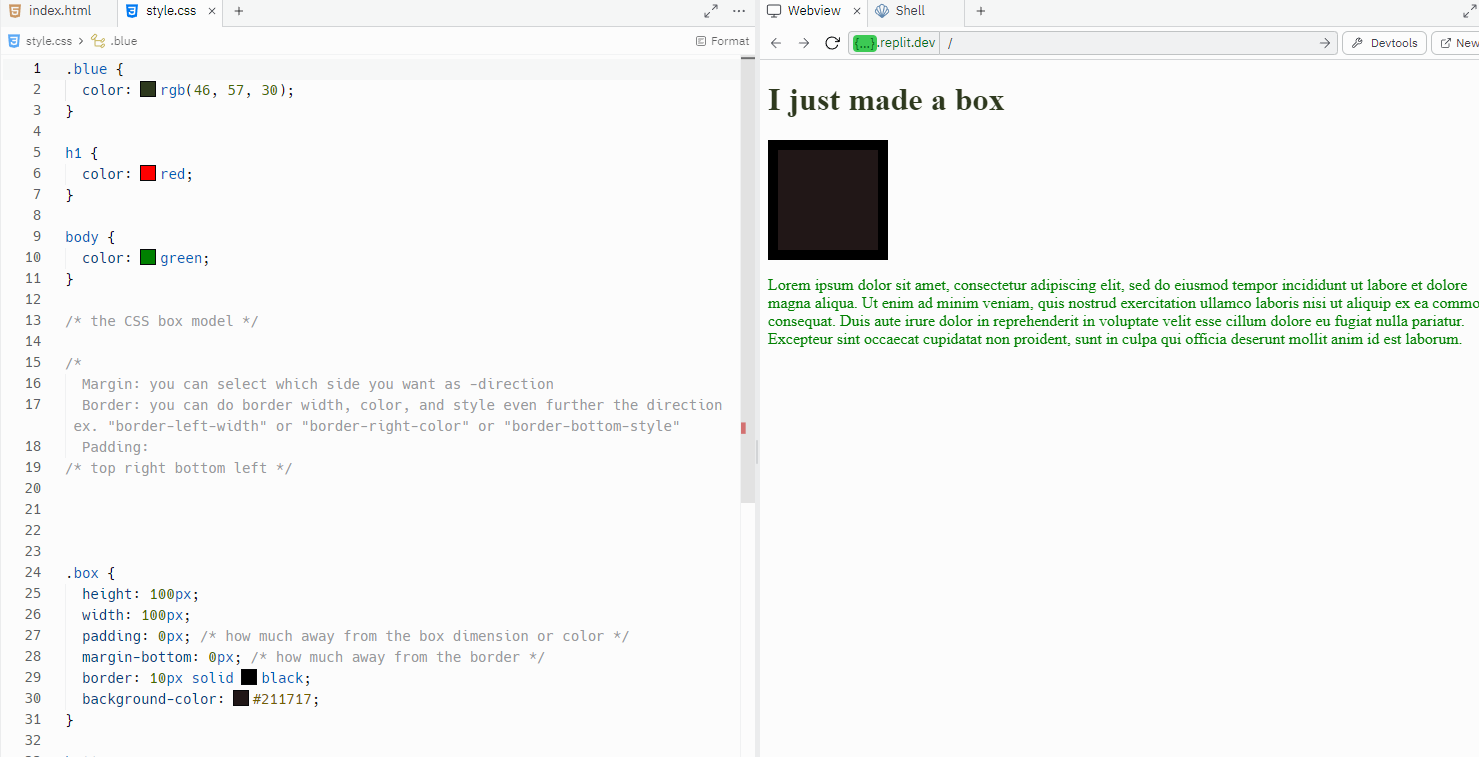 index.html
style.css
style.css > .blue
Format
1 .blue {
2 color: rgb(46, 57, 30);
3 }
4
5 h1 {
6 color: red;
7 }
8
9 body {
10 color: green;
11 }
12
13 /* the CSS box model */
14
15 /*
16 Margin: you can select which side you want as -direction
17 Border: you can do border width, color, and style even further the direction
ex. "border-left-width" or "border-right-color" or "border-bottom-style"
18 Padding:
19 /* top right bottom left */
20
21
22
23
24 .box {
25 height: 100px;
26 width: 100px;
27 padding: 0px; /* how much away from the box dimension or color */
28 margin-bottom: 0px; /* how much away from the border */
29 border: 10px solid black;
30 background-color: #211717;
31 }
32
Webview
Shell
{...}.replit.dev
/
Devtools
New
I just made a box
Lorem ipsum dolor sit amet, consectetur adipiscing elit, sed do eiusmod tempor incididunt ut labore et dolore
magna aliqua. Ut enim ad minim veniam, quis nostrud exercitation ullamco laboris nisi ut aliquip ex ea commo
consequat. Duis aute irure dolor in reprehenderit in voluptate velit esse cillum dolore eu fugiat nulla pariatur.
Excepteur sint occaecat cupidatat non proident, sunt in culpa qui officia deserunt mollit anim id est laborum.